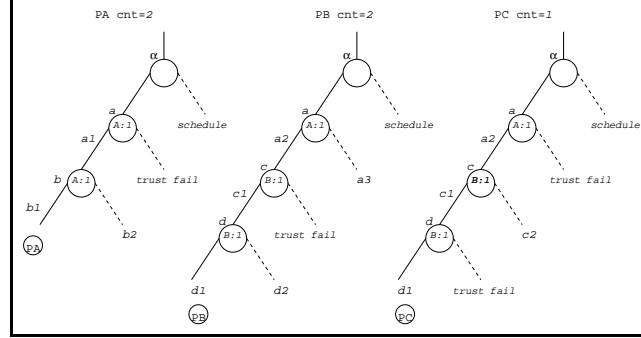 PA cnt=2 PB cnt=2 PC cnt=1
α α α
a a a
A:1 schedule A:1 schedule A:1 schedule
a1 a2 a2
b A:1 trust fail c B:1 a3 c B:1 trust fail
b1 c1 c1
b2 d B:1 trust fail d B:1 c2
PA
d1 d2 d1 trust fail
PB PC